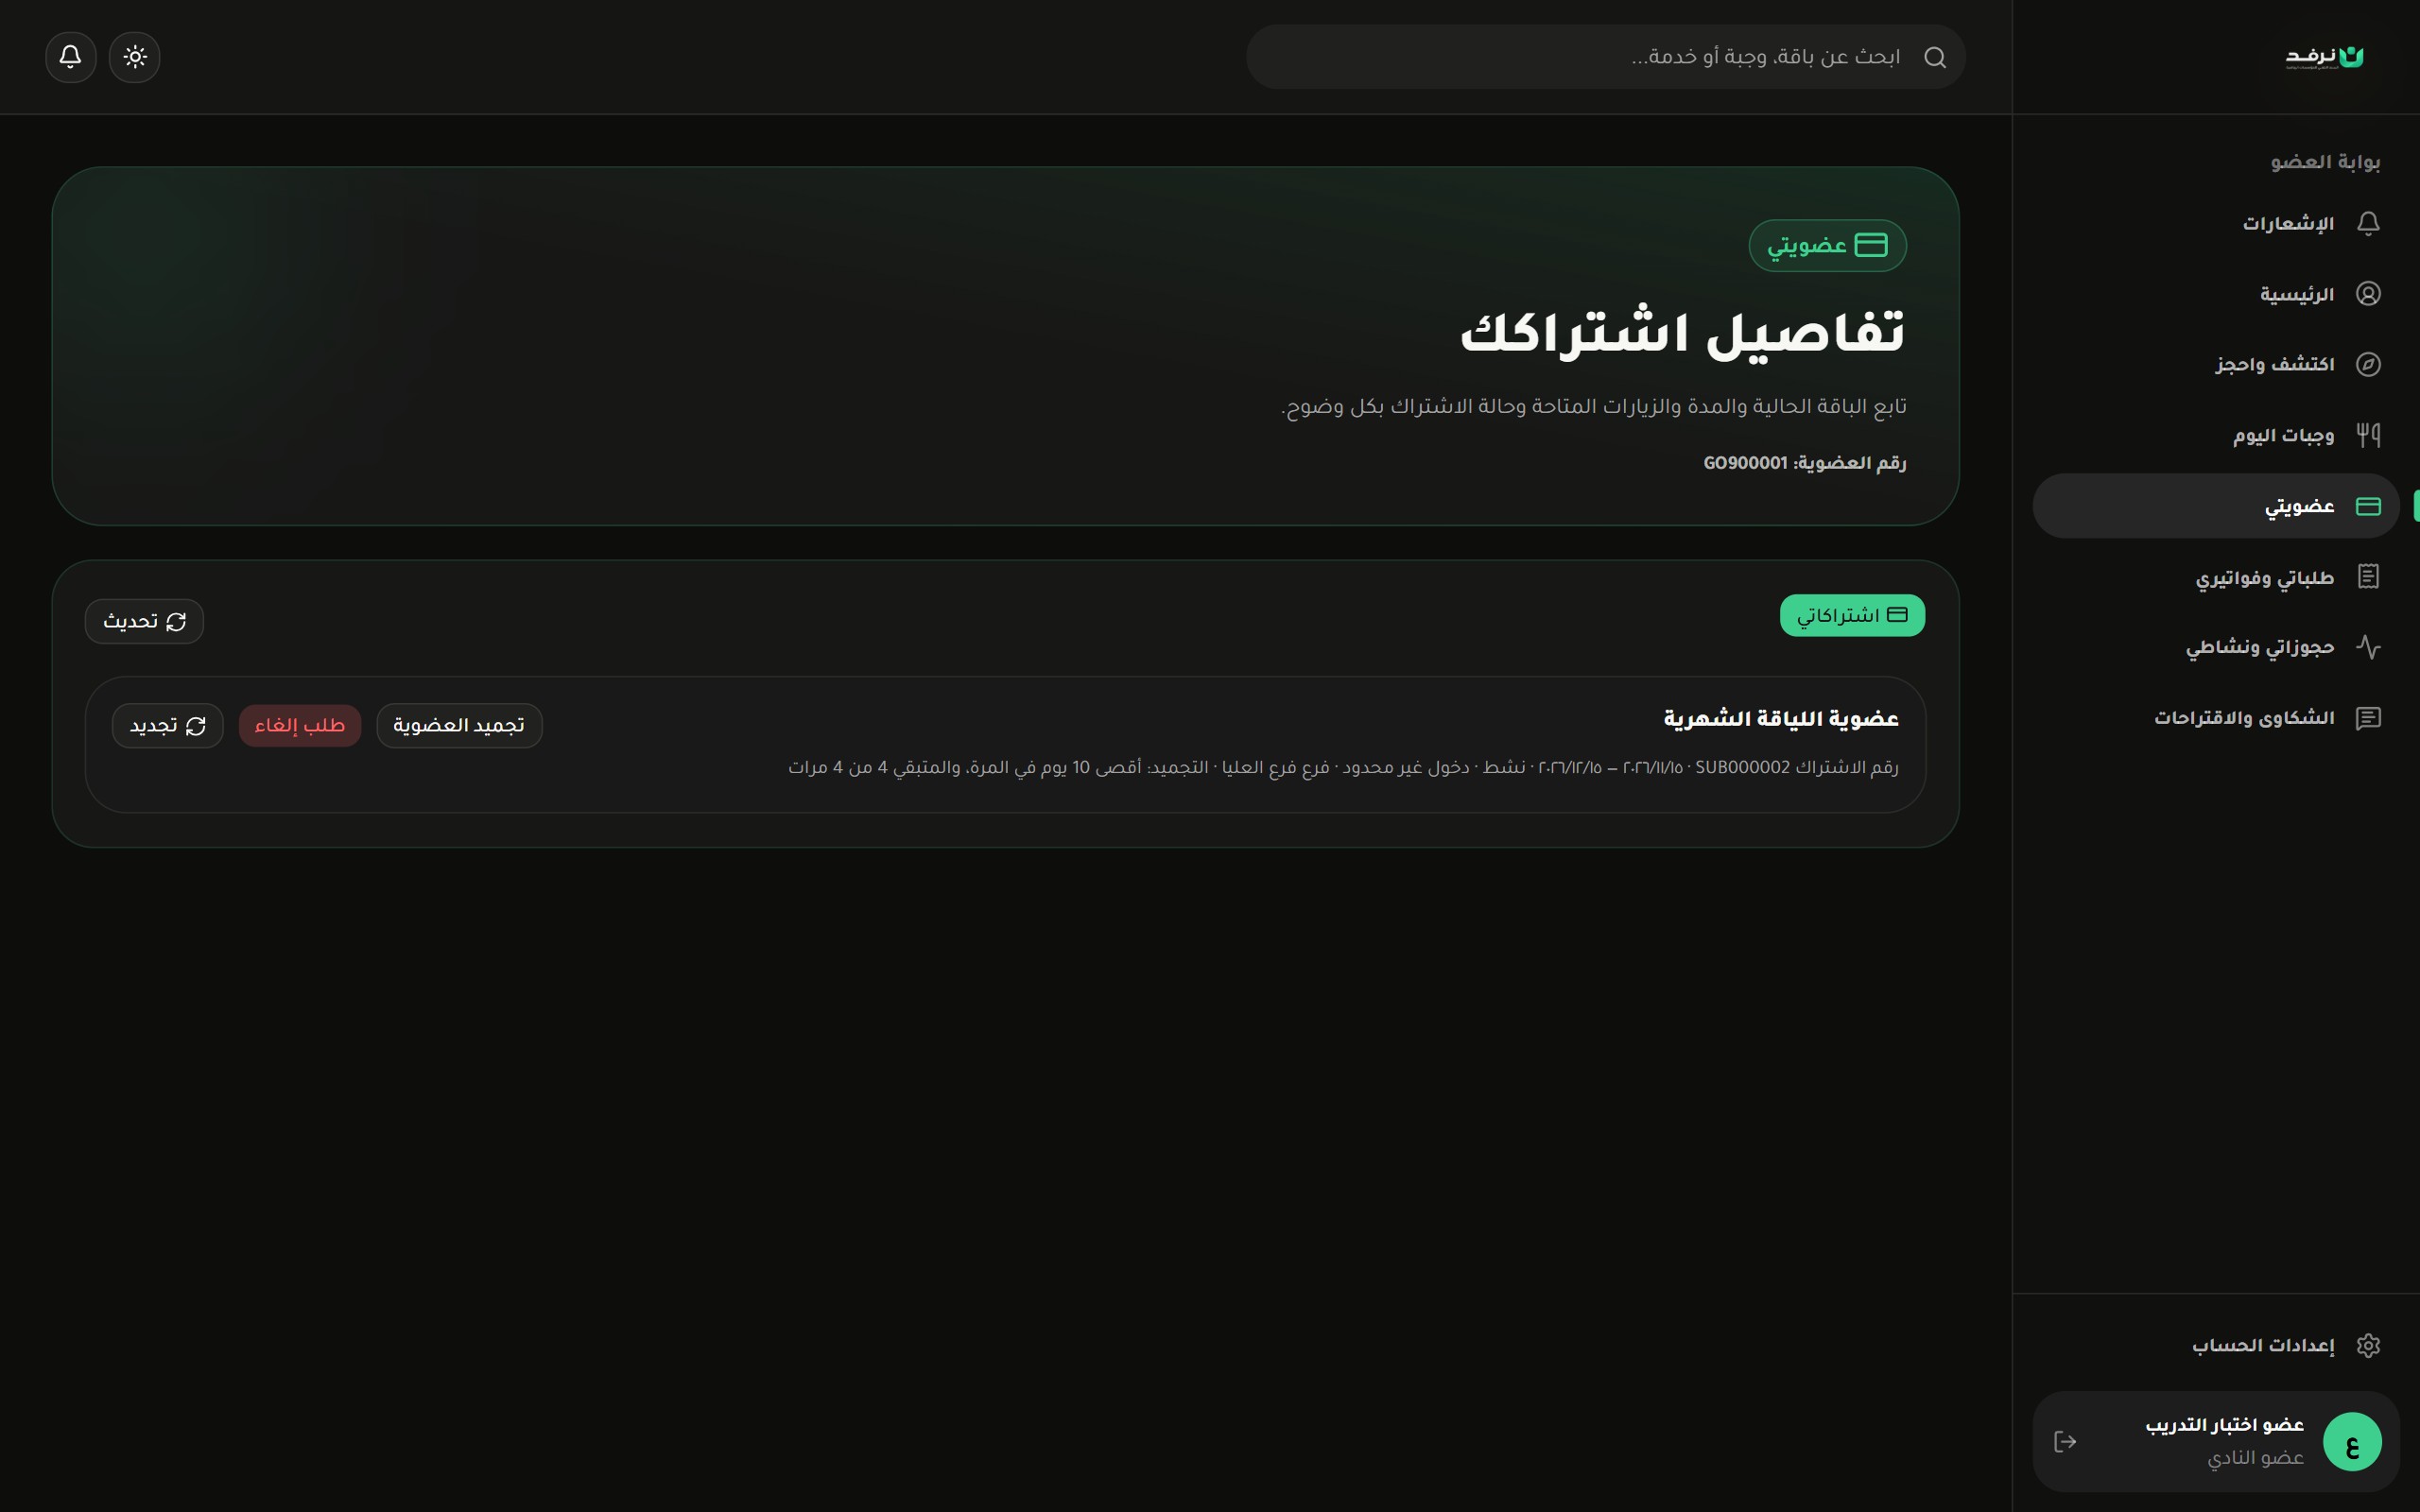 نرفد
ابحث عن باقة، وجبة أو خدمة...
بوابة العضو
الإشعارات
الرئيسية
اكتشف واحجز
وجبات اليوم
عضويتي
طلباتي وفواتيري
حجوزاتي ونشاطي
الشكاوى والاقتراحات
إعدادات الحساب
ع
عضو اختبار التدريب
عضو النادي
عضويتي
تفاصيل اشتراكك
تابع الباقة الحالية والمدة والزيارات المتاحة وحالة الاشتراك بكل وضوح.
رقم العضوية: GO900001
اشتراكاتي
تحديث
عضوية اللياقة الشهرية
تجميد العضوية
طلب إلغاء
تجديد
رقم الاشتراك SUB000002 · ٢٠٢٦/١١/١٥ – ٢٠٢٦/١٢/١٥ · نشط · دخول غير محدود · فرع فرع العليا · التجميد: أقصى 10 يوم في المرة، والمتبقي 4 من 4 مرات